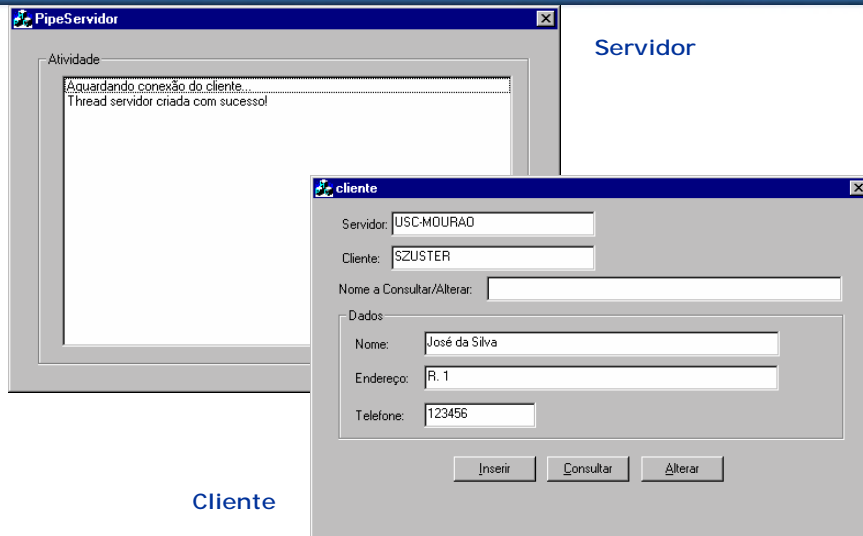 PipeServidor
Servidor
Atividade
Aguardando conexão do cliente...
Thread servidor criada com sucesso!
cliente
Servidor: USC-MOURAO
Cliente: SZUSTER
Nome a Consultar/Alterar:
Dados
Nome: José da Silva
Endereço: R. 1
Telefone: 123456
Inserir Consultar Alterar
Cliente